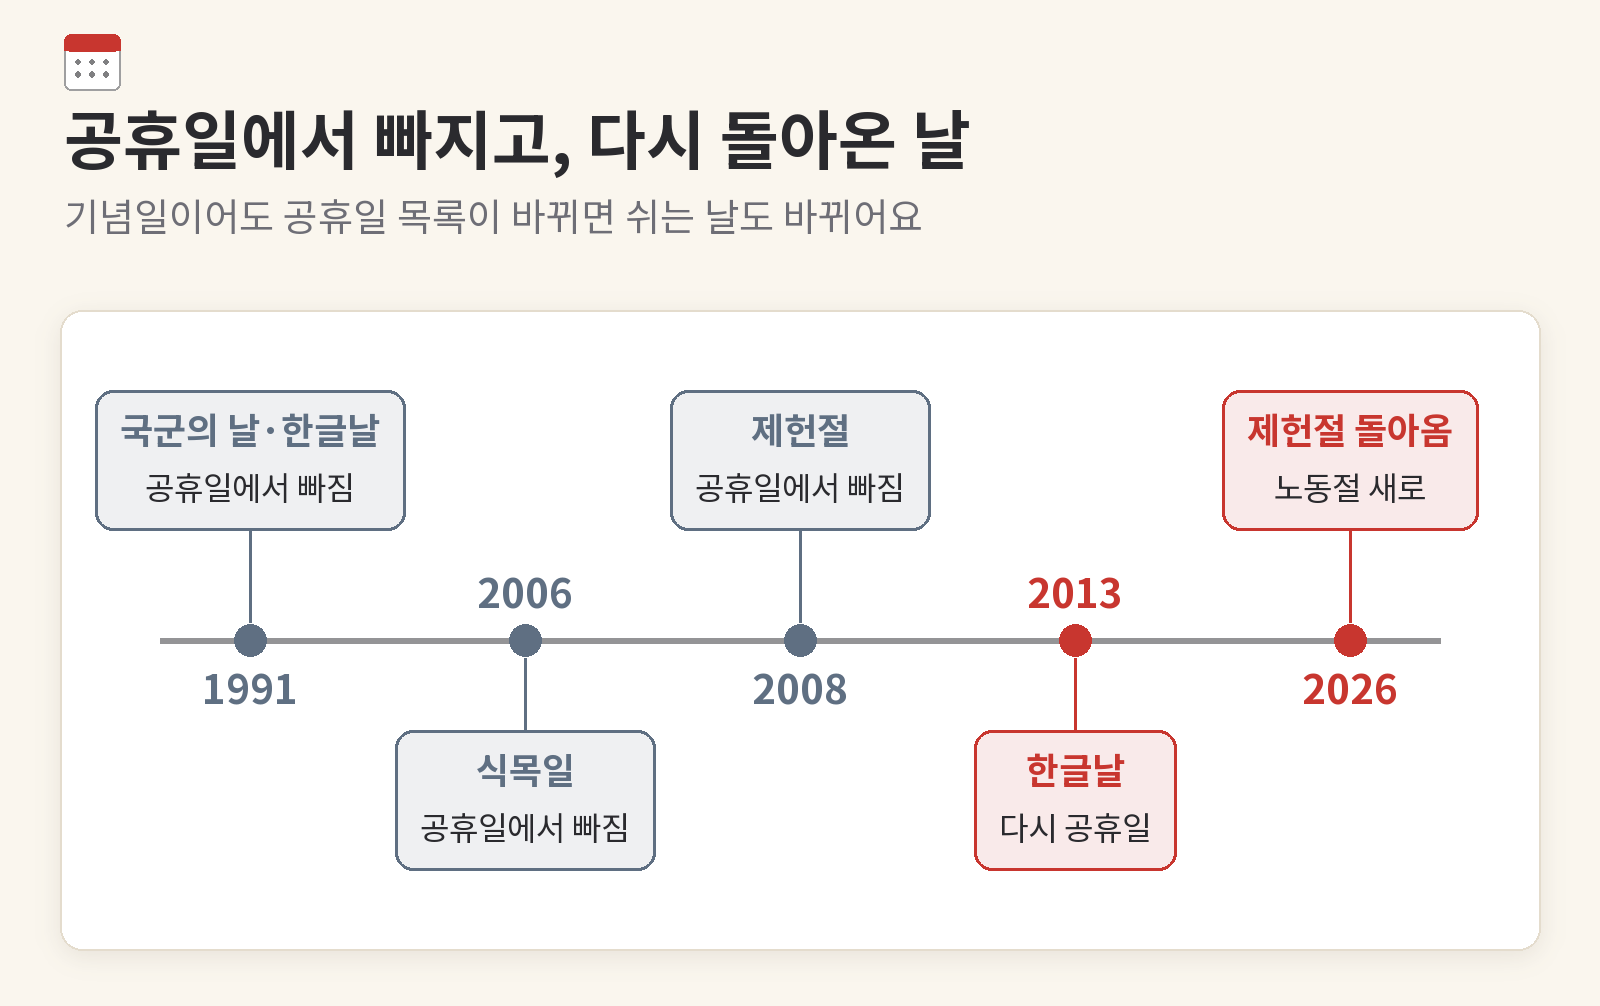 공휴일에서 빠지고, 다시 돌아온 날
기념일이어도 공휴일 목록이 바뀌면 쉬는 날도 바뀌어요
국군의 날·한글날
공휴일에서 빠짐
1991
2006
식목일
공휴일에서 빠짐
제헌절
공휴일에서 빠짐
2008
2013
한글날
다시 공휴일
제헌절 돌아옴
노동절 새로
2026